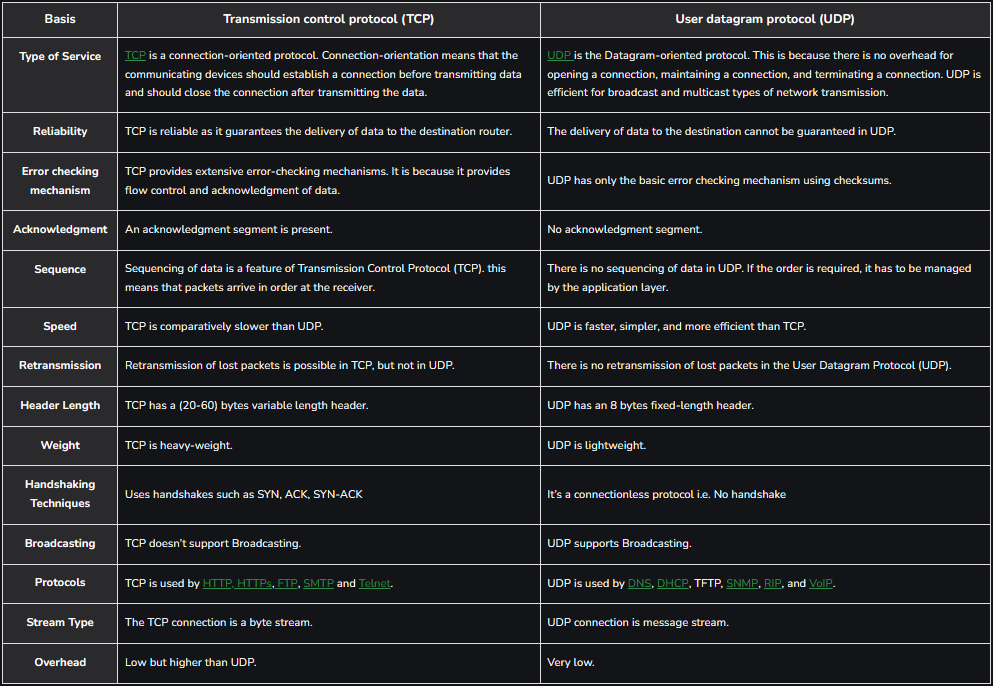 Basis
Transmission control protocol (TCP)
User datagram protocol (UDP)
Type of Service
TCP is a connection-oriented protocol. Connection-orientation means that the
communicating devices should establish a connection before transmitting data
and should close the connection after transmitting the data.
UDP is the Datagram-oriented protocol. This is because there is no overhead for
opening a connection, maintaining a connection, and terminating a connection. UDP is
efficient for broadcast and multicast types of network transmission.
Reliability
TCP is reliable as it guarantees the delivery of data to the destination router.
The delivery of data to the destination cannot be guaranteed in UDP.
Error checking
mechanism
TCP provides extensive error-checking mechanisms. It is because it provides
flow control and acknowledgment of data.
UDP has only the basic error checking mechanism using checksums.
Acknowledgment
An acknowledgment segment is present.
No acknowledgment segment.
Sequence
Sequencing of data is a feature of Transmission Control Protocol (TCP). this
means that packets arrive in order at the receiver.
There is no sequencing of data in UDP. If the order is required, it has to be managed
by the application layer.
Speed
TCP is comparatively slower than UDP.
UDP is faster, simpler, and more efficient than TCP.
Retransmission
Retransmission of lost packets is possible in TCP, but not in UDP.
There is no retransmission of lost packets in the User Datagram Protocol (UDP).
Header Length
TCP has a (20-60) bytes variable length header.
UDP has an 8 bytes fixed-length header.
Weight
TCP is heavy-weight.
UDP is lightweight.
Handshaking
Techniques
Uses handshakes such as SYN, ACK, SYN-ACK
It's a connectionless protocol i.e. No handshake
Broadcasting
TCP doesn't support Broadcasting.
UDP supports Broadcasting.
Protocols
TCP is used by HTTP, HTTPs, FTP, SMTP and Telnet.
UDP is used by DNS, DHCP, TFTP, SNMP, RIP, and VoIP.
Stream Type
The TCP connection is a byte stream.
UDP connection is message stream.
Overhead
Low but higher than UDP.
Very low.